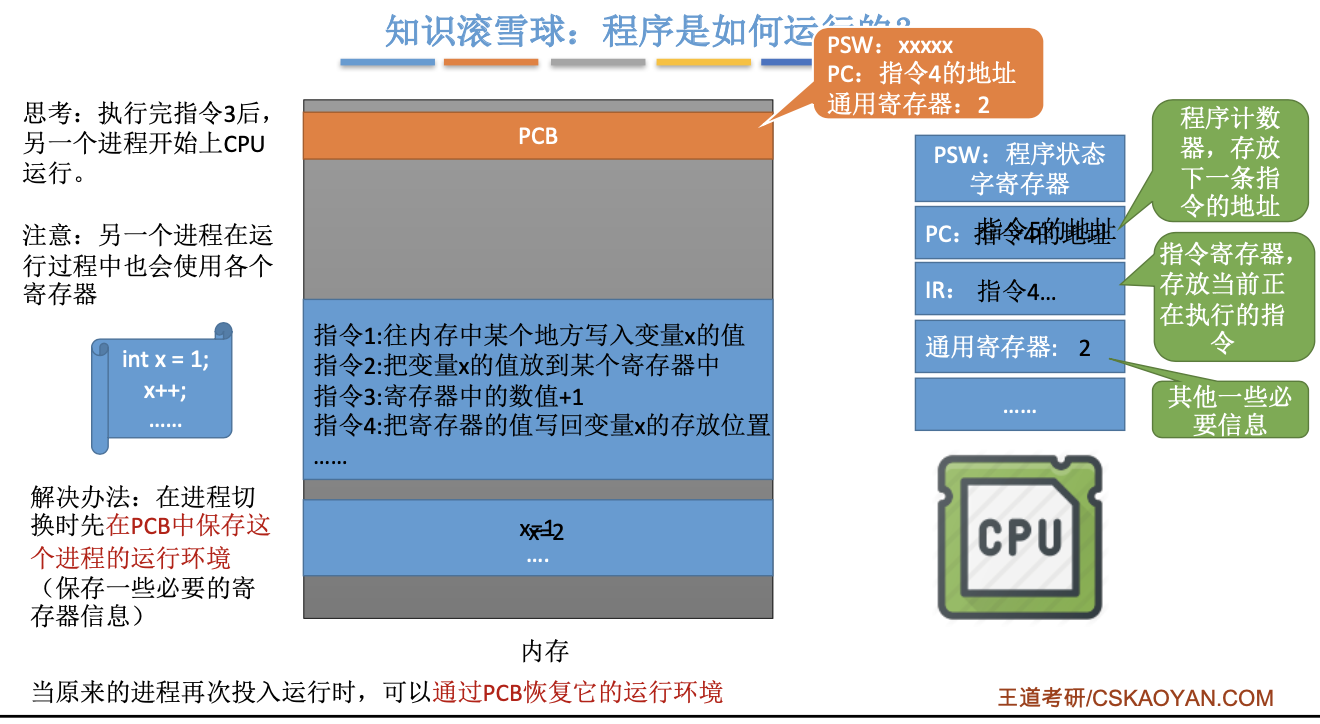 知识滚雪球：程序是如何运行的？
PSW：xxxxx
PC：指令4的地址
通用寄存器：2
思考：执行完指令3后，
另一个进程开始上CPU
运行。
注意：另一个进程在运
行过程中也会使用各个
寄存器
int x = 1;
x++;
……
解决办法：在进程切
换时先在PCB中保存这
个进程的运行环境
（保存一些必要的寄
存器信息）
PCB
指令1:往内存中某个地方写入变量x的值
指令2:把变量x的值放到某个寄存器中
指令3:寄存器中的数值+1
指令4:把寄存器的值写回变量x的存放位置
……
x=1
x=2
….
内存
PSW：程序状态
字寄存器
PC：
指令4的地址
指令5的地址
IR：
指令4…
通用寄存器:
2
……
程序计数
器，存放
下一条指
令的地址
指令寄存器，
存放当前正
在执行的指
令
其他一些必
要信息
CPU
当原来的进程再次投入运行时，可以通过PCB恢复它的运行环境
王道考研/CSKAOYAN.COM